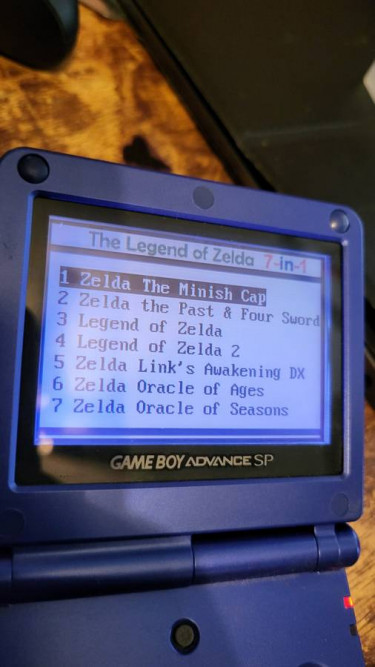 The Legend of Zelda 7-in-1
1 Zelda The Minish Cap
2 Zelda the Past & Four Sword
3 Legend of Zelda
4 Legend of Zelda 2
5 Zelda Link's Awakening DX
6 Zelda Oracle of Ages
7 Zelda Oracle of Seasons
GAME BOY ADVANCE SP